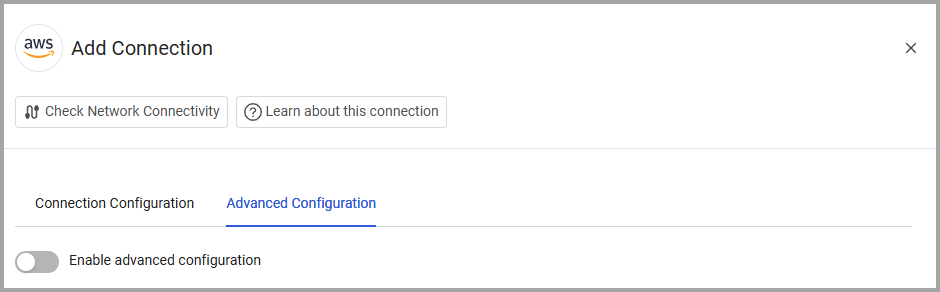 aws
Add Connection
Check Network Connectivity
? Learn about this connection
Connection Configuration
Advanced Configuration
Enable advanced configuration